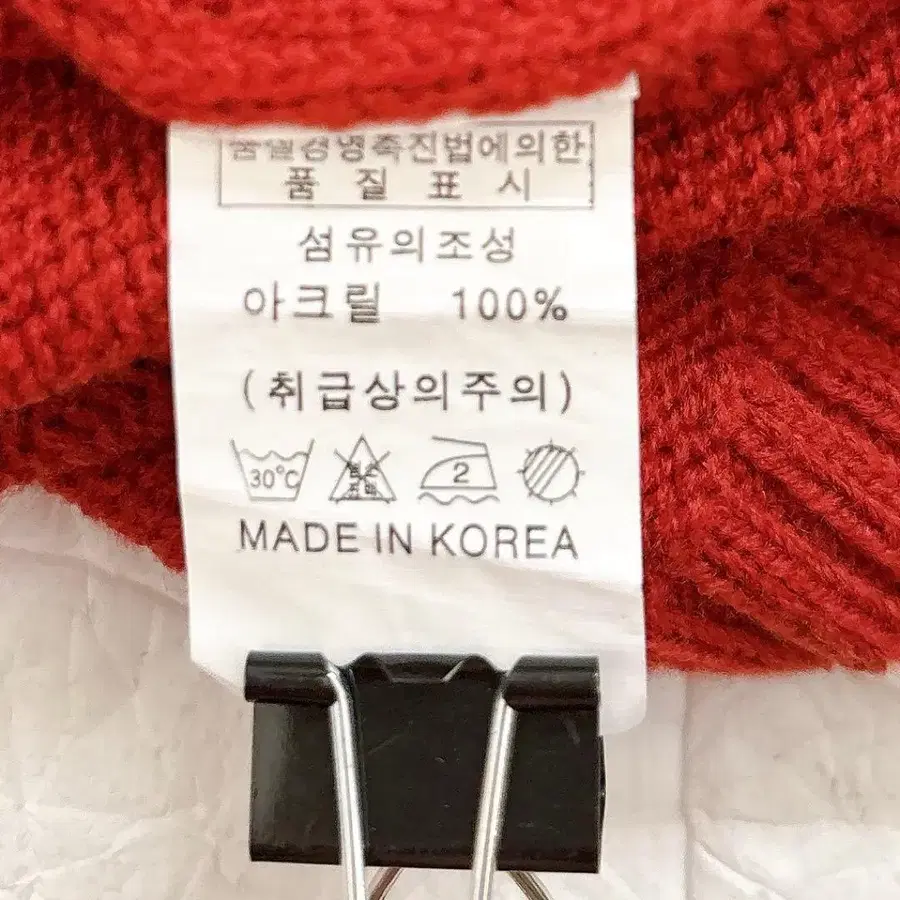 품질경영촉진법에의한
품 질 표 시
섬유의조성
아크릴 100%
(취급상의주의)
30°C 2
MADE IN KOREA